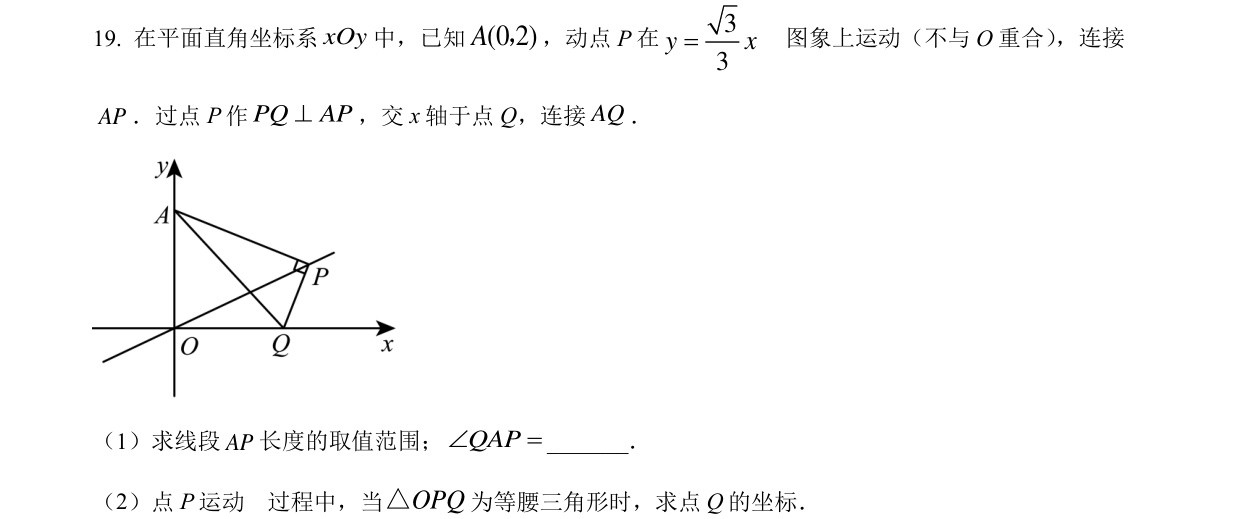 19. 在平面直角坐标系 xOy 中，已知 A(0,2)，动点 P 在 y = √3/3 x 图象上运动（不与 O 重合），连接
AP．过点 P 作 PQ ⊥ AP，交 x 轴于点 Q，连接 AQ．
y
A
P
O
Q
x
（1）求线段 AP 长度的取值范围；∠QAP = ______.
（2）点 P 运动 过程中，当△OPQ 为等腰三角形时，求点 Q 的坐标．